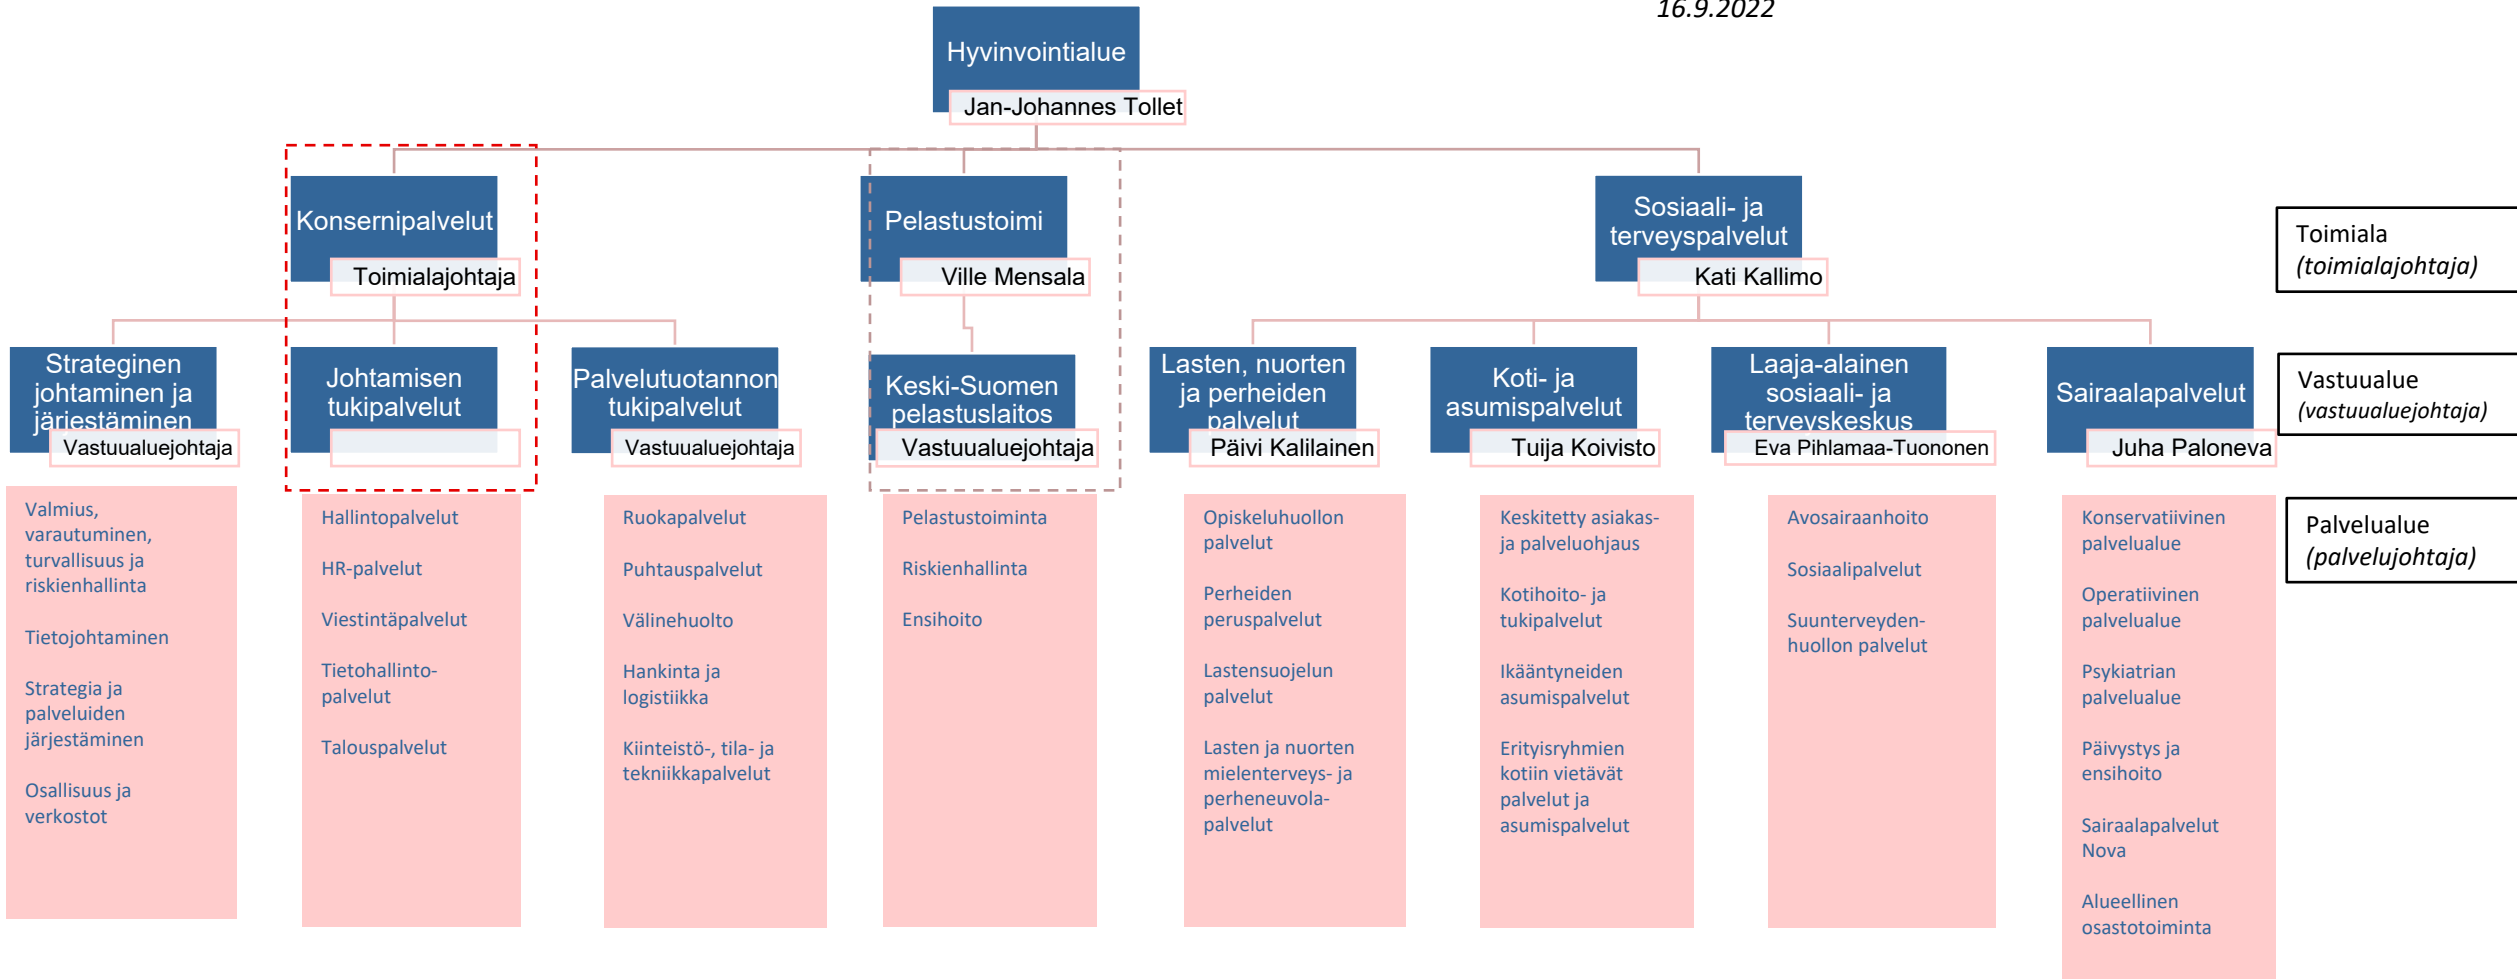 16.9.2022
Hyvinvointialue
Jan-Johannes Tollet
Konsernipalvelut
Toimialajohtaja
Pelastustoimi
Ville Mensala
Sosiaali- ja
terveyspalvelut
Kati Kallimo
Toimiala
(toimialajohtaja)
Strateginen
johtaminen ja
järjestäminen
Vastuualuejohtaja
Johtamisen
tukipalvelut
Palvelutuotannon
tukipalvelut
Vastuualuejohtaja
Keski-Suomen
pelastuslaitos
Vastuualuejohtaja
Lasten, nuorten
ja perheiden
palvelut
Päivi Kalilainen
Koti- ja
asumispalvelut
Tuija Koivisto
Laaja-alainen
sosiaali- ja
terveyskeskus
Eva Pihlamaa-Tuononen
Sairaalapalvelut
Juha Paloneva
Vastuualue
(vastuualuejohtaja)
Valmius,
varautuminen,
turvallisuus ja
riskienhallinta
Tietojohtaminen
Strategia ja
palveluiden
järjestäminen
Osallisuus ja
verkostot
Hallintopalvelut
HR-palvelut
Viestintäpalvelut
Tietohallinto-
palvelut
Talouspalvelut
Ruokapalvelut
Puhtauspalvelut
Välinehuolto
Hankinta ja
logistiikka
Kiinteistö-, tila- ja
tekniikkapalvelut
Pelastustoiminta
Riskienhallinta
Ensihoito
Opiskeluhuollon
palvelut
Perheiden
peruspalvelut
Lastensuojelun
palvelut
Lasten ja nuorten
mielenterveys- ja
perheneuvola-
palvelut
Keskitetty asiakas-
ja palveluohjaus
Kotihoito- ja
tukipalvelut
Ikääntyneiden
asumispalvelut
Erityisryhmien
kotiin vietävät
palvelut ja
asumispalvelut
Avosairaanhoito
Sosiaalipalvelut
Suunterveyden-
huollon palvelut
Konservatiivinen
palvelualue
Operatiivinen
palvelualue
Psykiatrian
palvelualue
Päivystys ja
ensihoito
Sairaalapalvelut
Nova
Alueellinen
osastotoiminta
Palvelualue
(palvelujohtaja)